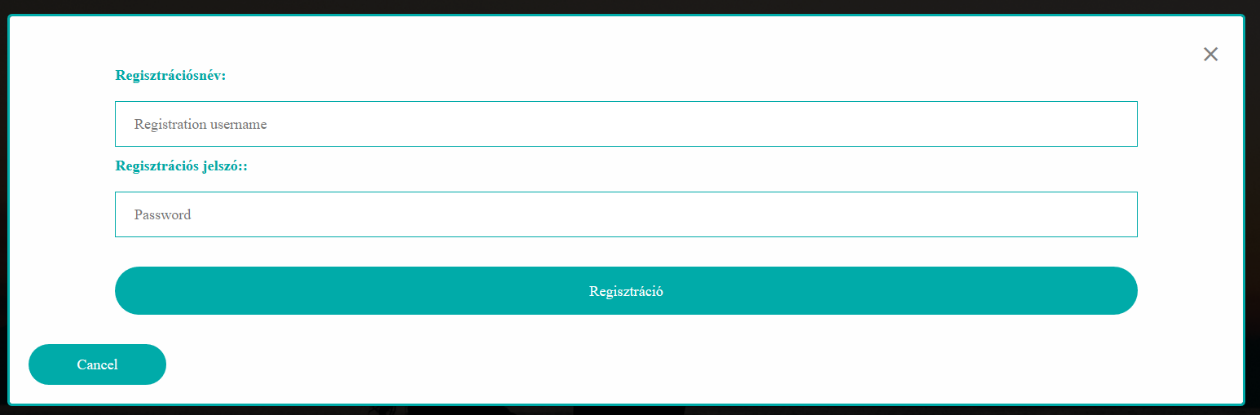 Regisztrációsnév:
Registration username
Regisztrációs jelszó::
Password
Regisztráció
Cancel